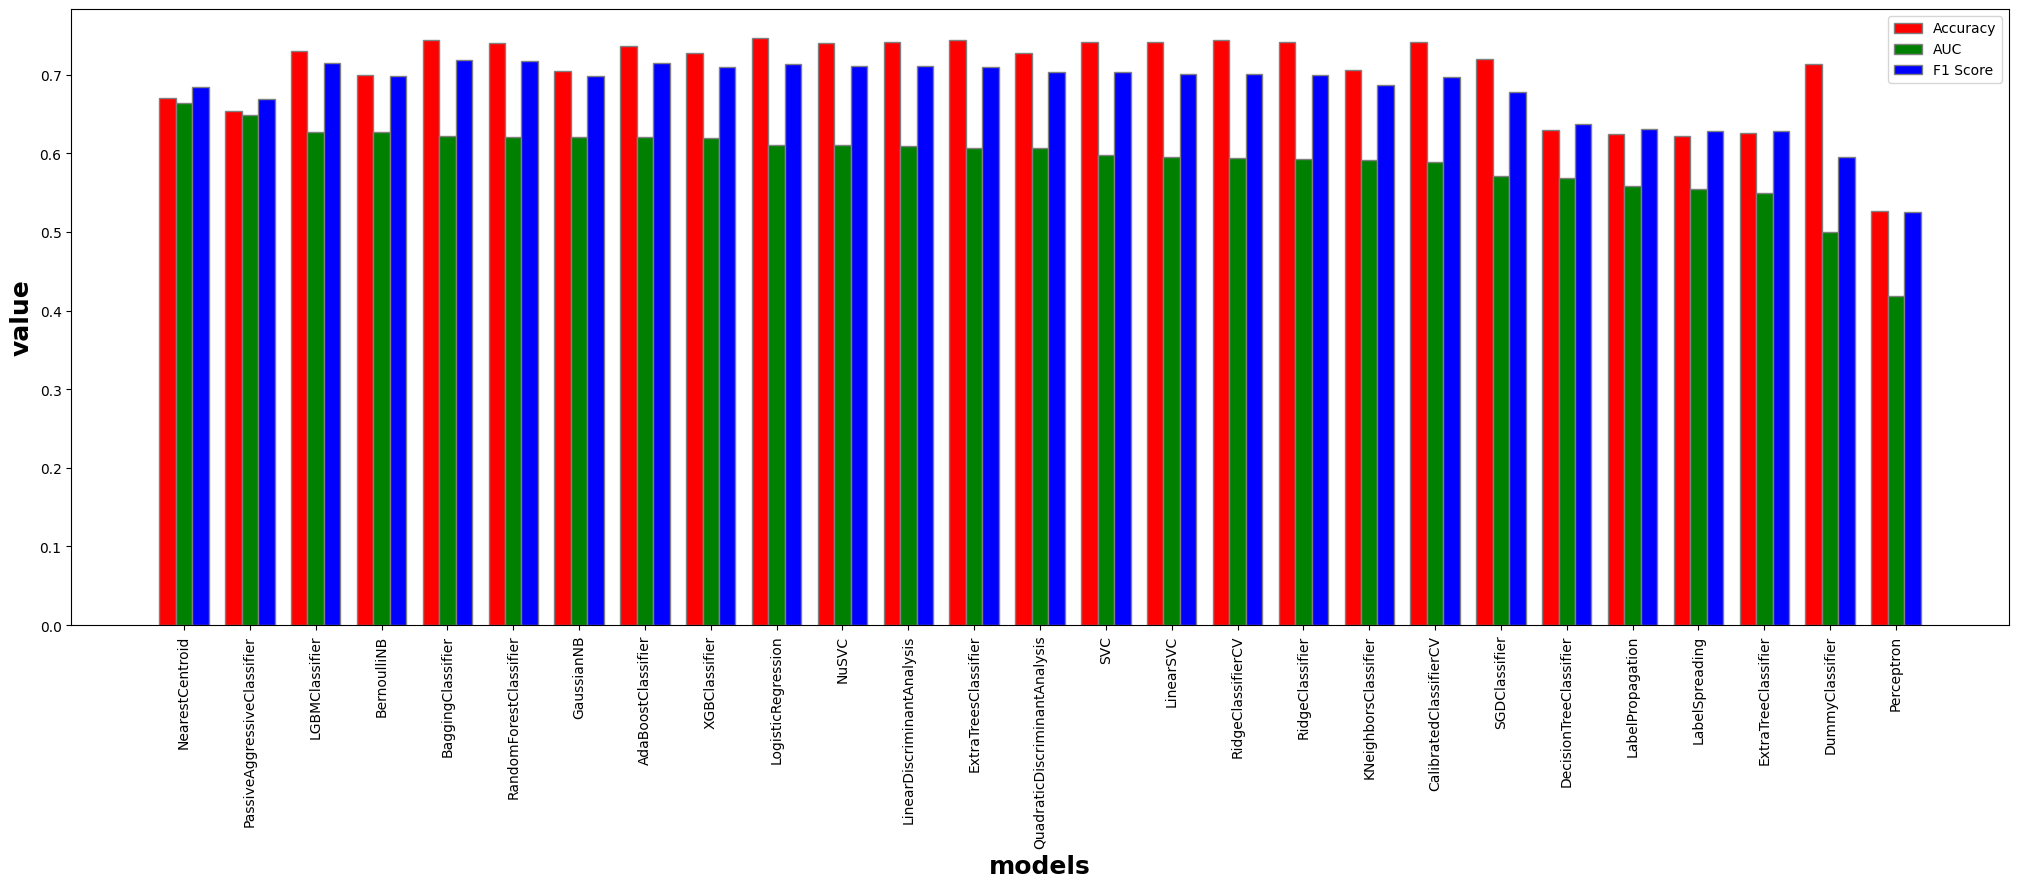 Accuracy
AUC
F1 Score
value
0.7
0.6
0.5
0.4
0.3
0.2
0.1
0.0
NearestCentroid
PassiveAggressiveClassifier
LGBMClassifier
BernoulliNB
BaggingClassifier
RandomForestClassifier
GaussianNB
AdaBoostClassifier
XGBClassifier
LogisticRegression
NuSVC
LinearDiscriminantAnalysis
ExtraTreesClassifier
QuadraticDiscriminantAnalysis
SVC
LinearSVC
RidgeClassifierCV
RidgeClassifier
KNeighborsClassifier
CalibratedClassifierCV
SGDClassifier
DecisionTreeClassifier
LabelPropagation
LabelSpreading
ExtraTreeClassifier
DummyClassifier
Perceptron
models